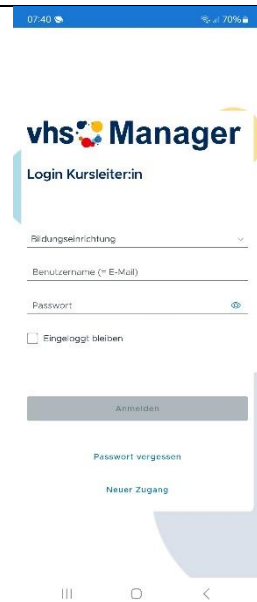 07:40 70%
vhs Manager
Login Kursleiter:in
Bildungseinrichtung
Benutzername (= E-Mail)
Passwort
Eingeloggt bleiben
Anmelden
Passwort vergessen
Neuer Zugang